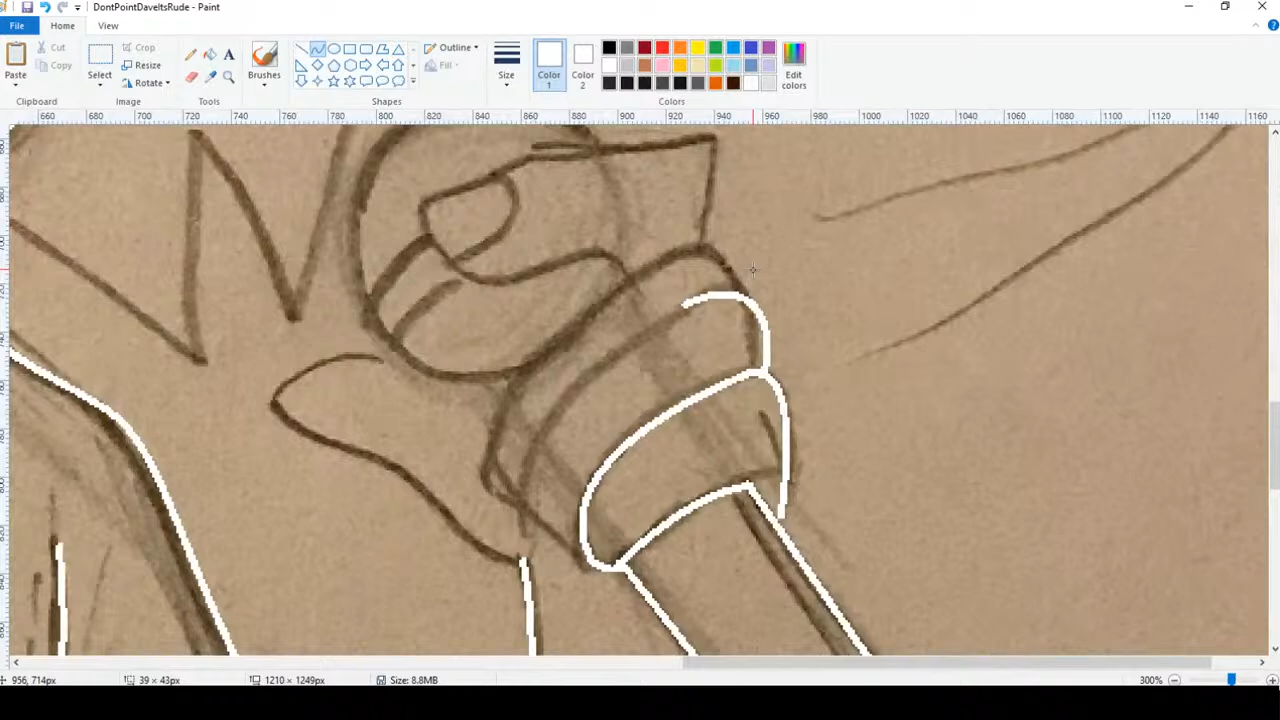 DontPointDaveItsRude - Paint
File
Home
View
Paste
Cut
Copy
Clipboard
Select
Crop
Resize
Rotate
Image
A
Tools
Brushes
Outline
Fill
Shapes
Size
Color 1
Color 2
Edit colors
Colors
660 680 700 720 740 760 780 800 820 840 860 880 900 920 940 960 980 1000 1020 1040 1060 1080 1100 1120 1140 1160
956, 714px
39 × 43px
1210 × 1249px
Size: 8.8MB
300%